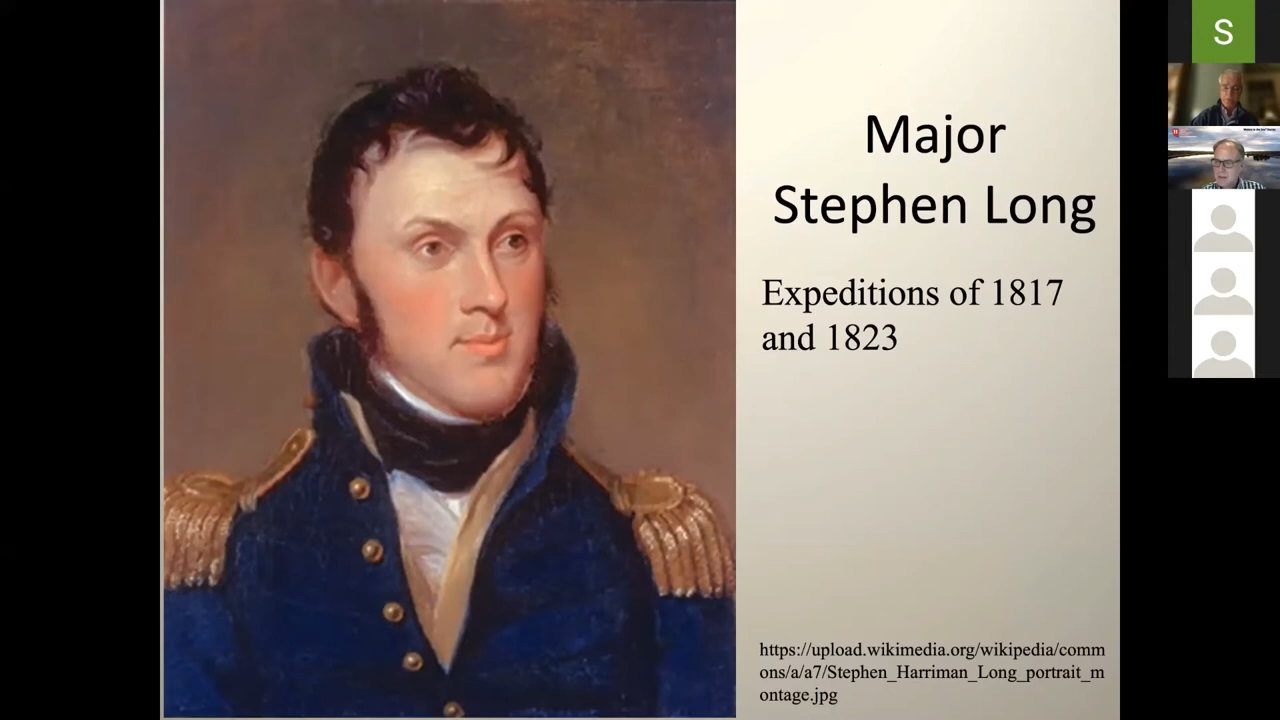 Major
Stephen Long
Expeditions of 1817
and 1823
https://upload.wikimedia.org/wikipedia/comm
ons/a/a7/Stephen_Harriman_Long_portrait_m
ontage.jpg
S